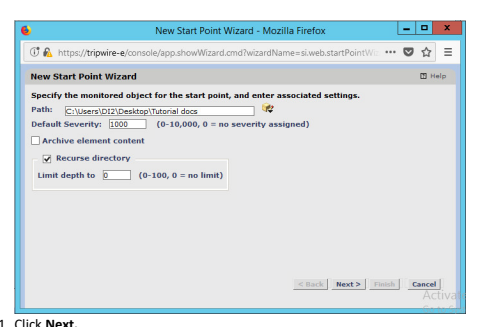 New Start Point Wizard - Mozilla Firefox
https://tripwire-e/console/app.showWizard.cmd?wizardName=si.web.startPointWi
New Start Point Wizard
Help
Specify the monitored object for the start point, and enter associated settings.
Path: C:\Users\DI2\Desktop\Tutorial docs
Default Severity: 1000 (0-10,000, 0 = no severity assigned)
Archive element content
Recurse directory
Limit depth to 0 (0-100, 0 = no limit)
< Back Next > Finish Cancel
Activa
1. Click Next.